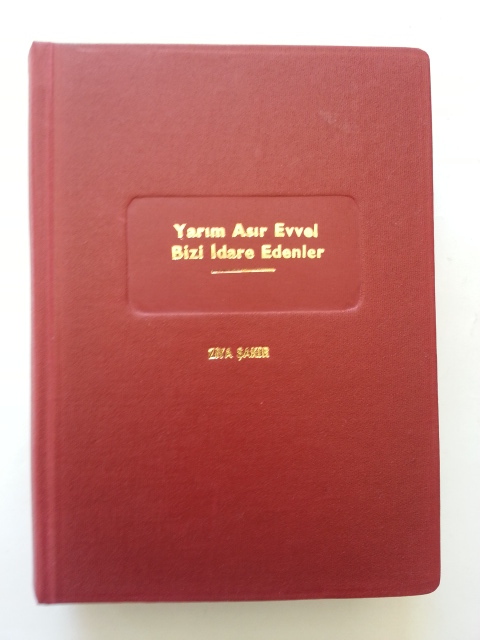 Yarım Asır Evvel
Bizi İdare Edenler
ZİYA ŞAKİR